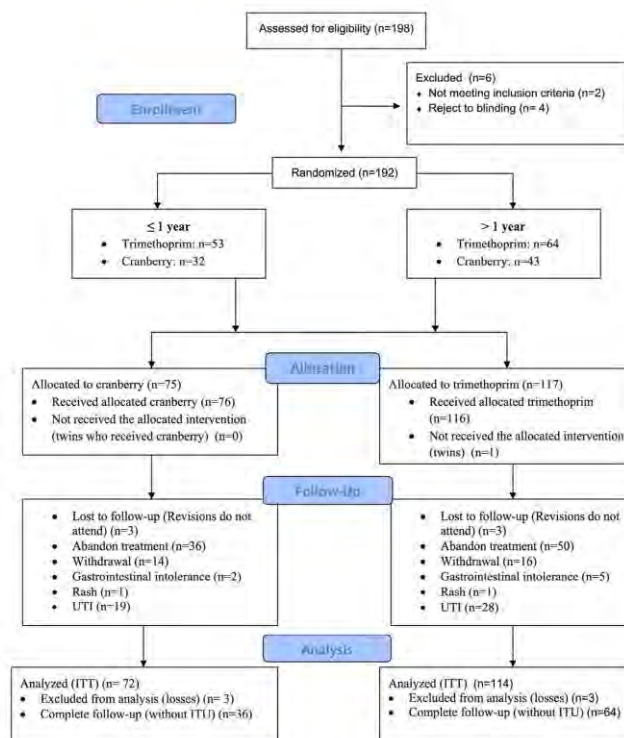 Assessed for eligibility (n=198)
Excluded (n=6)
♦ Not meeting inclusion criteria (n=2)
♦ Reject to blinding (n= 4)
Enrollment
Randomized (n=192)
≤ 1 year
• Trimethoprim: n=53
• Cranberry: n=32
> 1 year
• Trimethoprim: n=64
• Cranberry: n=43
Allocation
Allocated to cranberry (n=75)
• Received allocated cranberry (n=76)
• Not received the allocated intervention
(twins who received cranberry) (n=0)
Allocated to trimethoprim (n=117)
• Received allocated trimethoprim
(n=116)
• Not received the allocated intervention
(twins) (n=1)
Follow-Up
• Lost to follow-up (Revisions do not
attend) (n=3)
• Abandon treatment (n=36)
• Withdrawal (n=14)
• Gastrointestinal intolerance (n=2)
• Rash (n=1)
• UTI (n=19)
• Lost to follow-up (Revisions do not
attend) (n=3)
• Abandon treatment (n=50)
• Withdrawal (n=16)
• Gastrointestinal intolerance (n=5)
• Rash (n=1)
• UTI (n=28)
Analysis
Analyzed (ITT) (n= 72)
• Excluded from analysis (losses) (n= 3)
• Complete follow-up (without ITU) (n=36)
Analyzed (ITT) (n=114)
• Excluded from analysis (losses) (n=3)
• Complete follow-up (without ITU) (n=64)